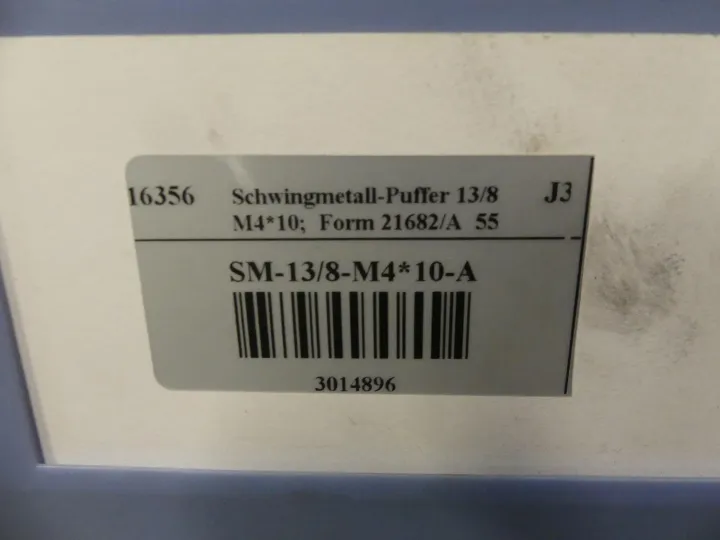 16356 Schwingmetall-Puffer 13/8 J3
M4*10; Form 21682/A 55
SM-13/8-M4*10-A
3014896